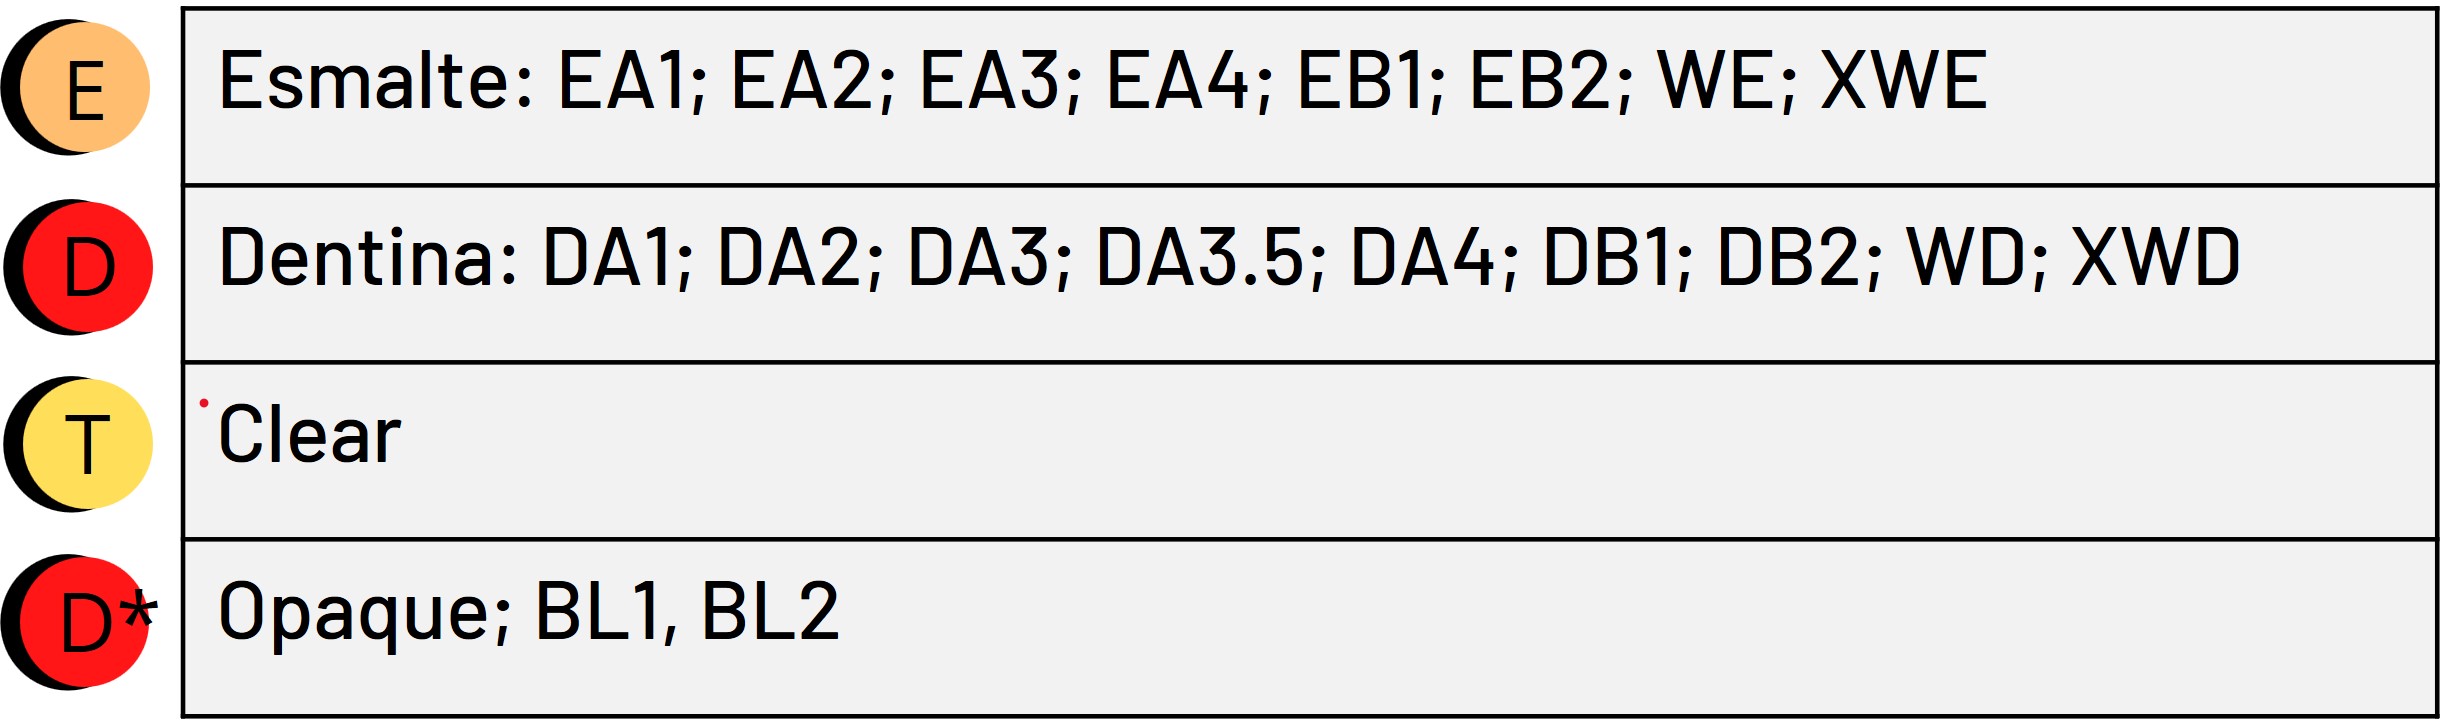 E
Esmalte: EA1; EA2; EA3; EA4; EB1; EB2; WE; XWE
D
Dentina: DA1; DA2; DA3; DA3.5; DA4; DB1; DB2; WD; XWD
T
Clear
D*
Opaque; BL1, BL2